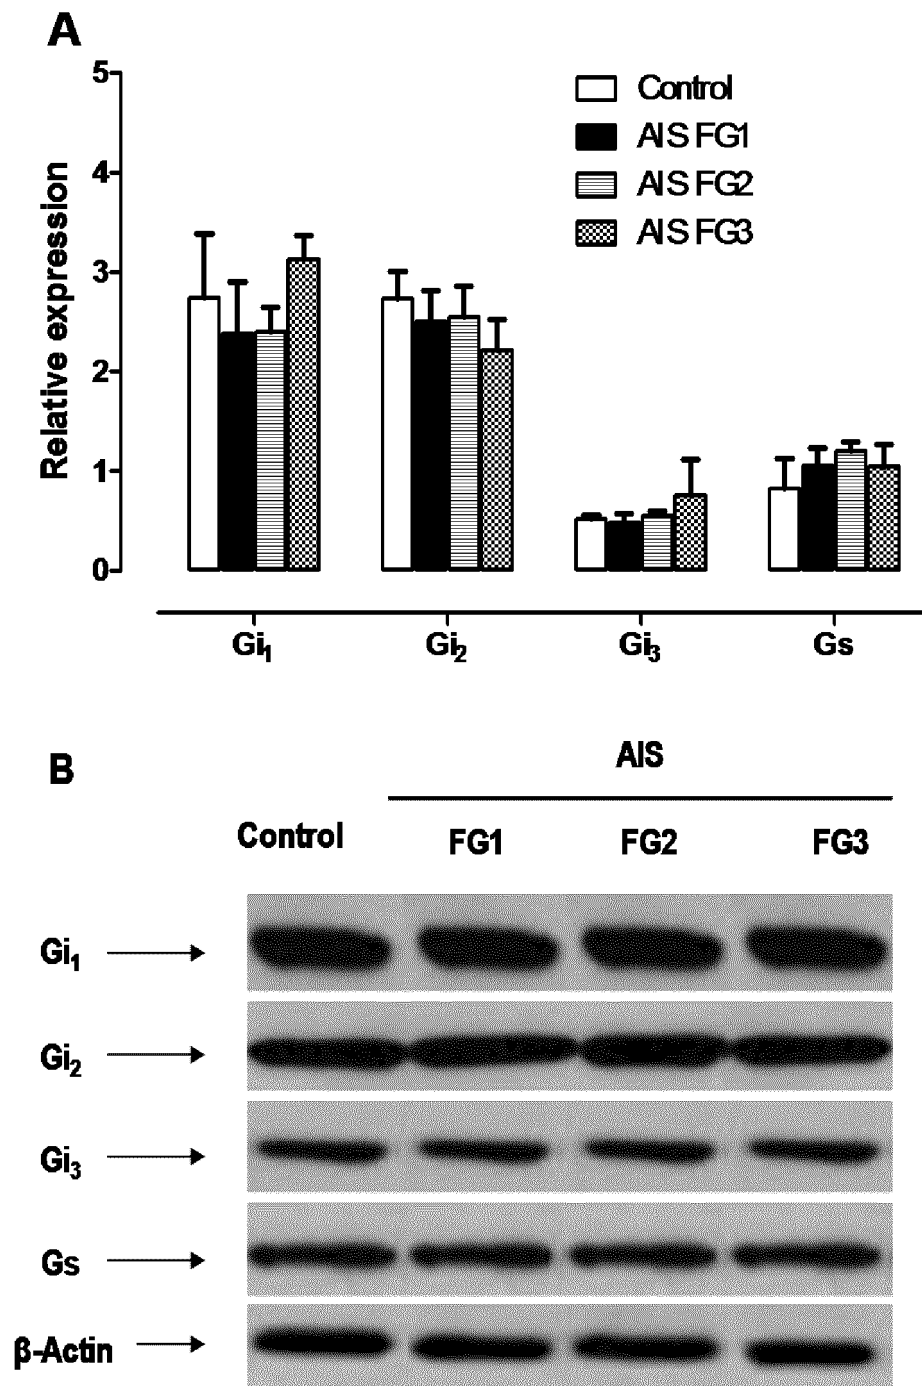 A
5
4
3
2
1
0
Relative expression
Control
AIS FG1
AIS FG2
AIS FG3
Gi₁
Gi₂
Gi₃
Gs
B
AIS
Control
FG1
FG2
FG3
Gi₁
Gi₂
Gi₃
Gs
β-Actin